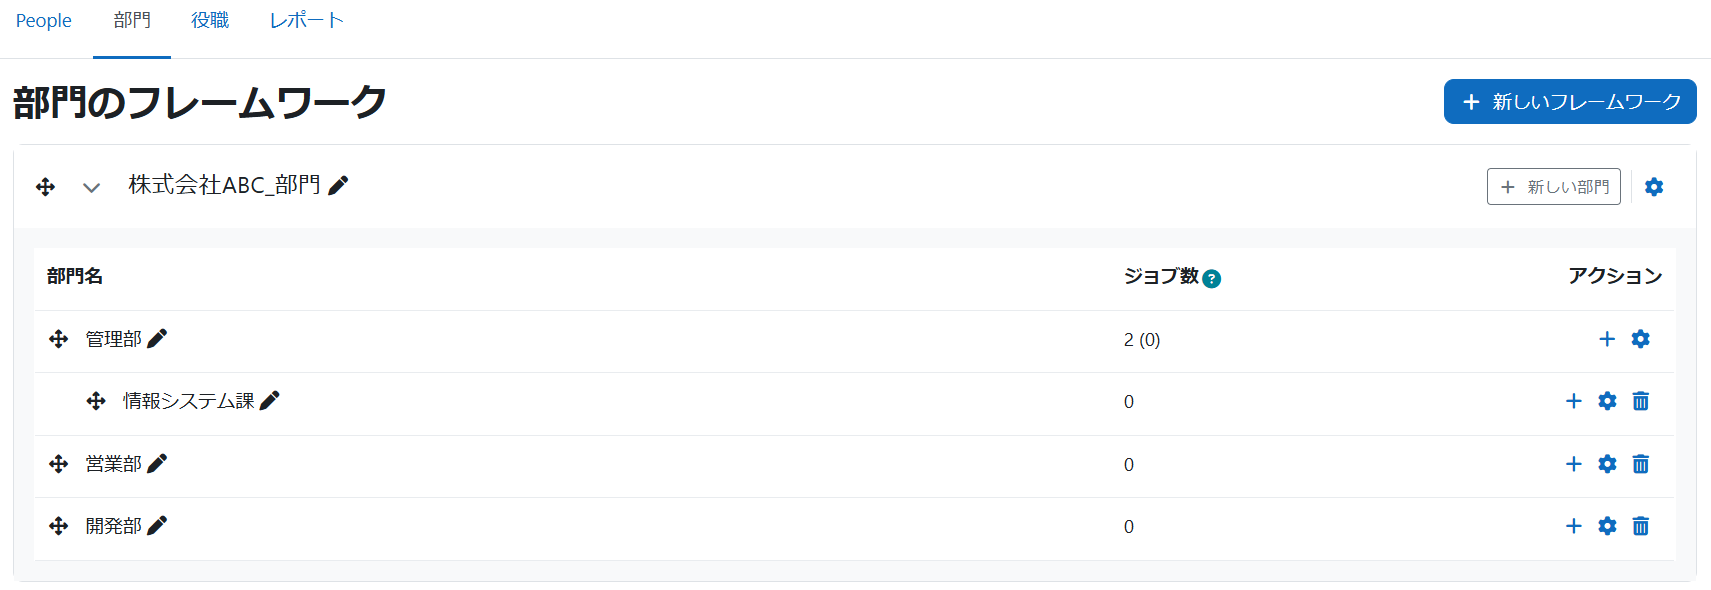 People 部門 役職 レポート
部門のフレームワーク
+ 新しいフレームワーク
株式会社ABC_部門
+ 新しい部門
部門名 ジョブ数 ? アクション
管理部 2 (0)
情報システム課 0
営業部 0
開発部 0